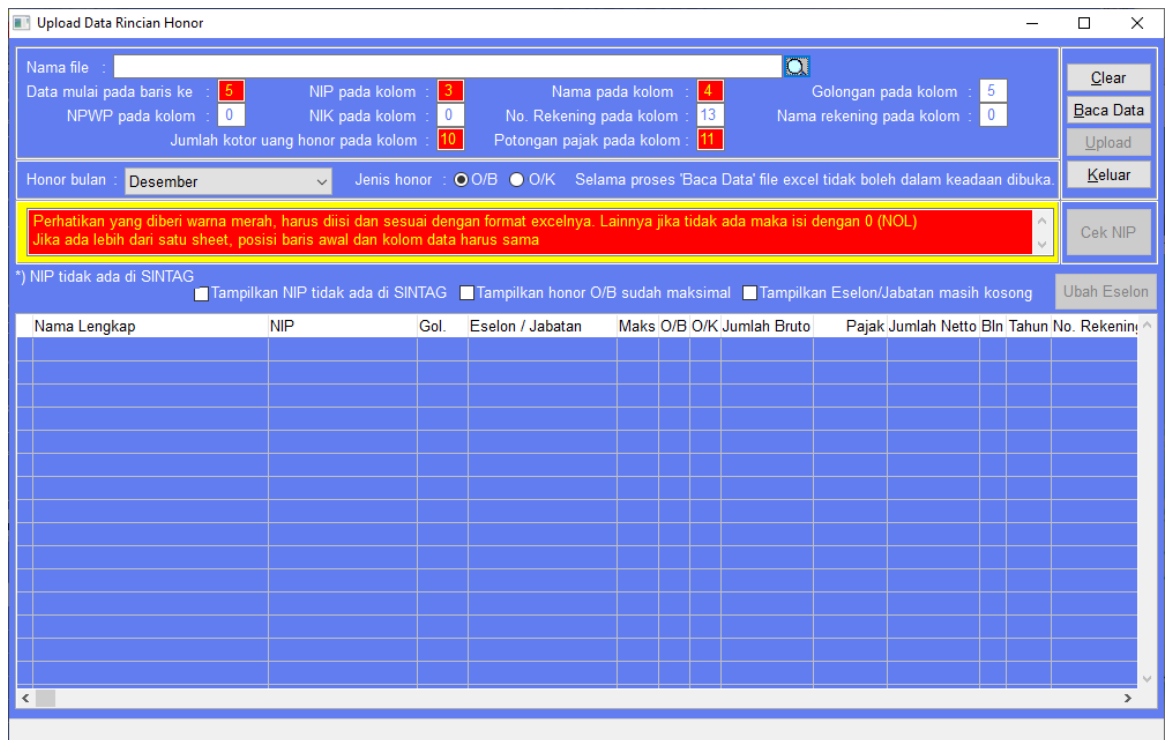 Upload Data Rincian Honor
Nama file :
Data mulai pada baris ke : 5 NIP pada kolom : 3 Nama pada kolom : 4 Golongan pada kolom : 5
NPWP pada kolom : 0 NIK pada kolom : 0 No. Rekening pada kolom : 13 Nama rekening pada kolom : 0
Jumlah kotor uang honor pada kolom : 10 Potongan pajak pada kolom : 11
Clear
Baca Data
Upload
Keluar
Honor bulan : Desember Jenis honor : O/B O/K Selama proses 'Baca Data' file excel tidak boleh dalam keadaan dibuka.
Perhatikan yang diberi warna merah, harus diisi dan sesuai dengan format excelnya. Lainnya jika tidak ada maka isi dengan 0 (NOL)
Jika ada lebih dari satu sheet, posisi baris awal dan kolom data harus sama
Cek NIP
*) NIP tidak ada di SINTAG
Tampilkan NIP tidak ada di SINTAG Tampilkan honor O/B sudah maksimal Tampilkan Eselon/Jabatan masih kosong Ubah Eselon
Nama Lengkap NIP Gol. Eselon / Jabatan Maks O/B O/K Jumlah Bruto Pajak Jumlah Netto Bln Tahun No. Rekening